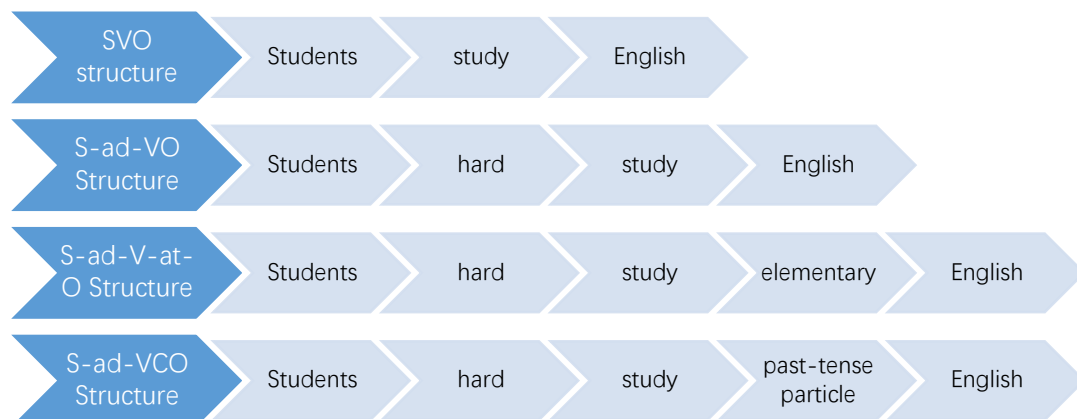 SVO
structure
Students
study
English
S-ad-VO
Structure
Students
hard
study
English
S-ad-V-at-
O Structure
Students
hard
study
elementary
English
S-ad-VCO
Structure
Students
hard
study
past-tense
particle
English